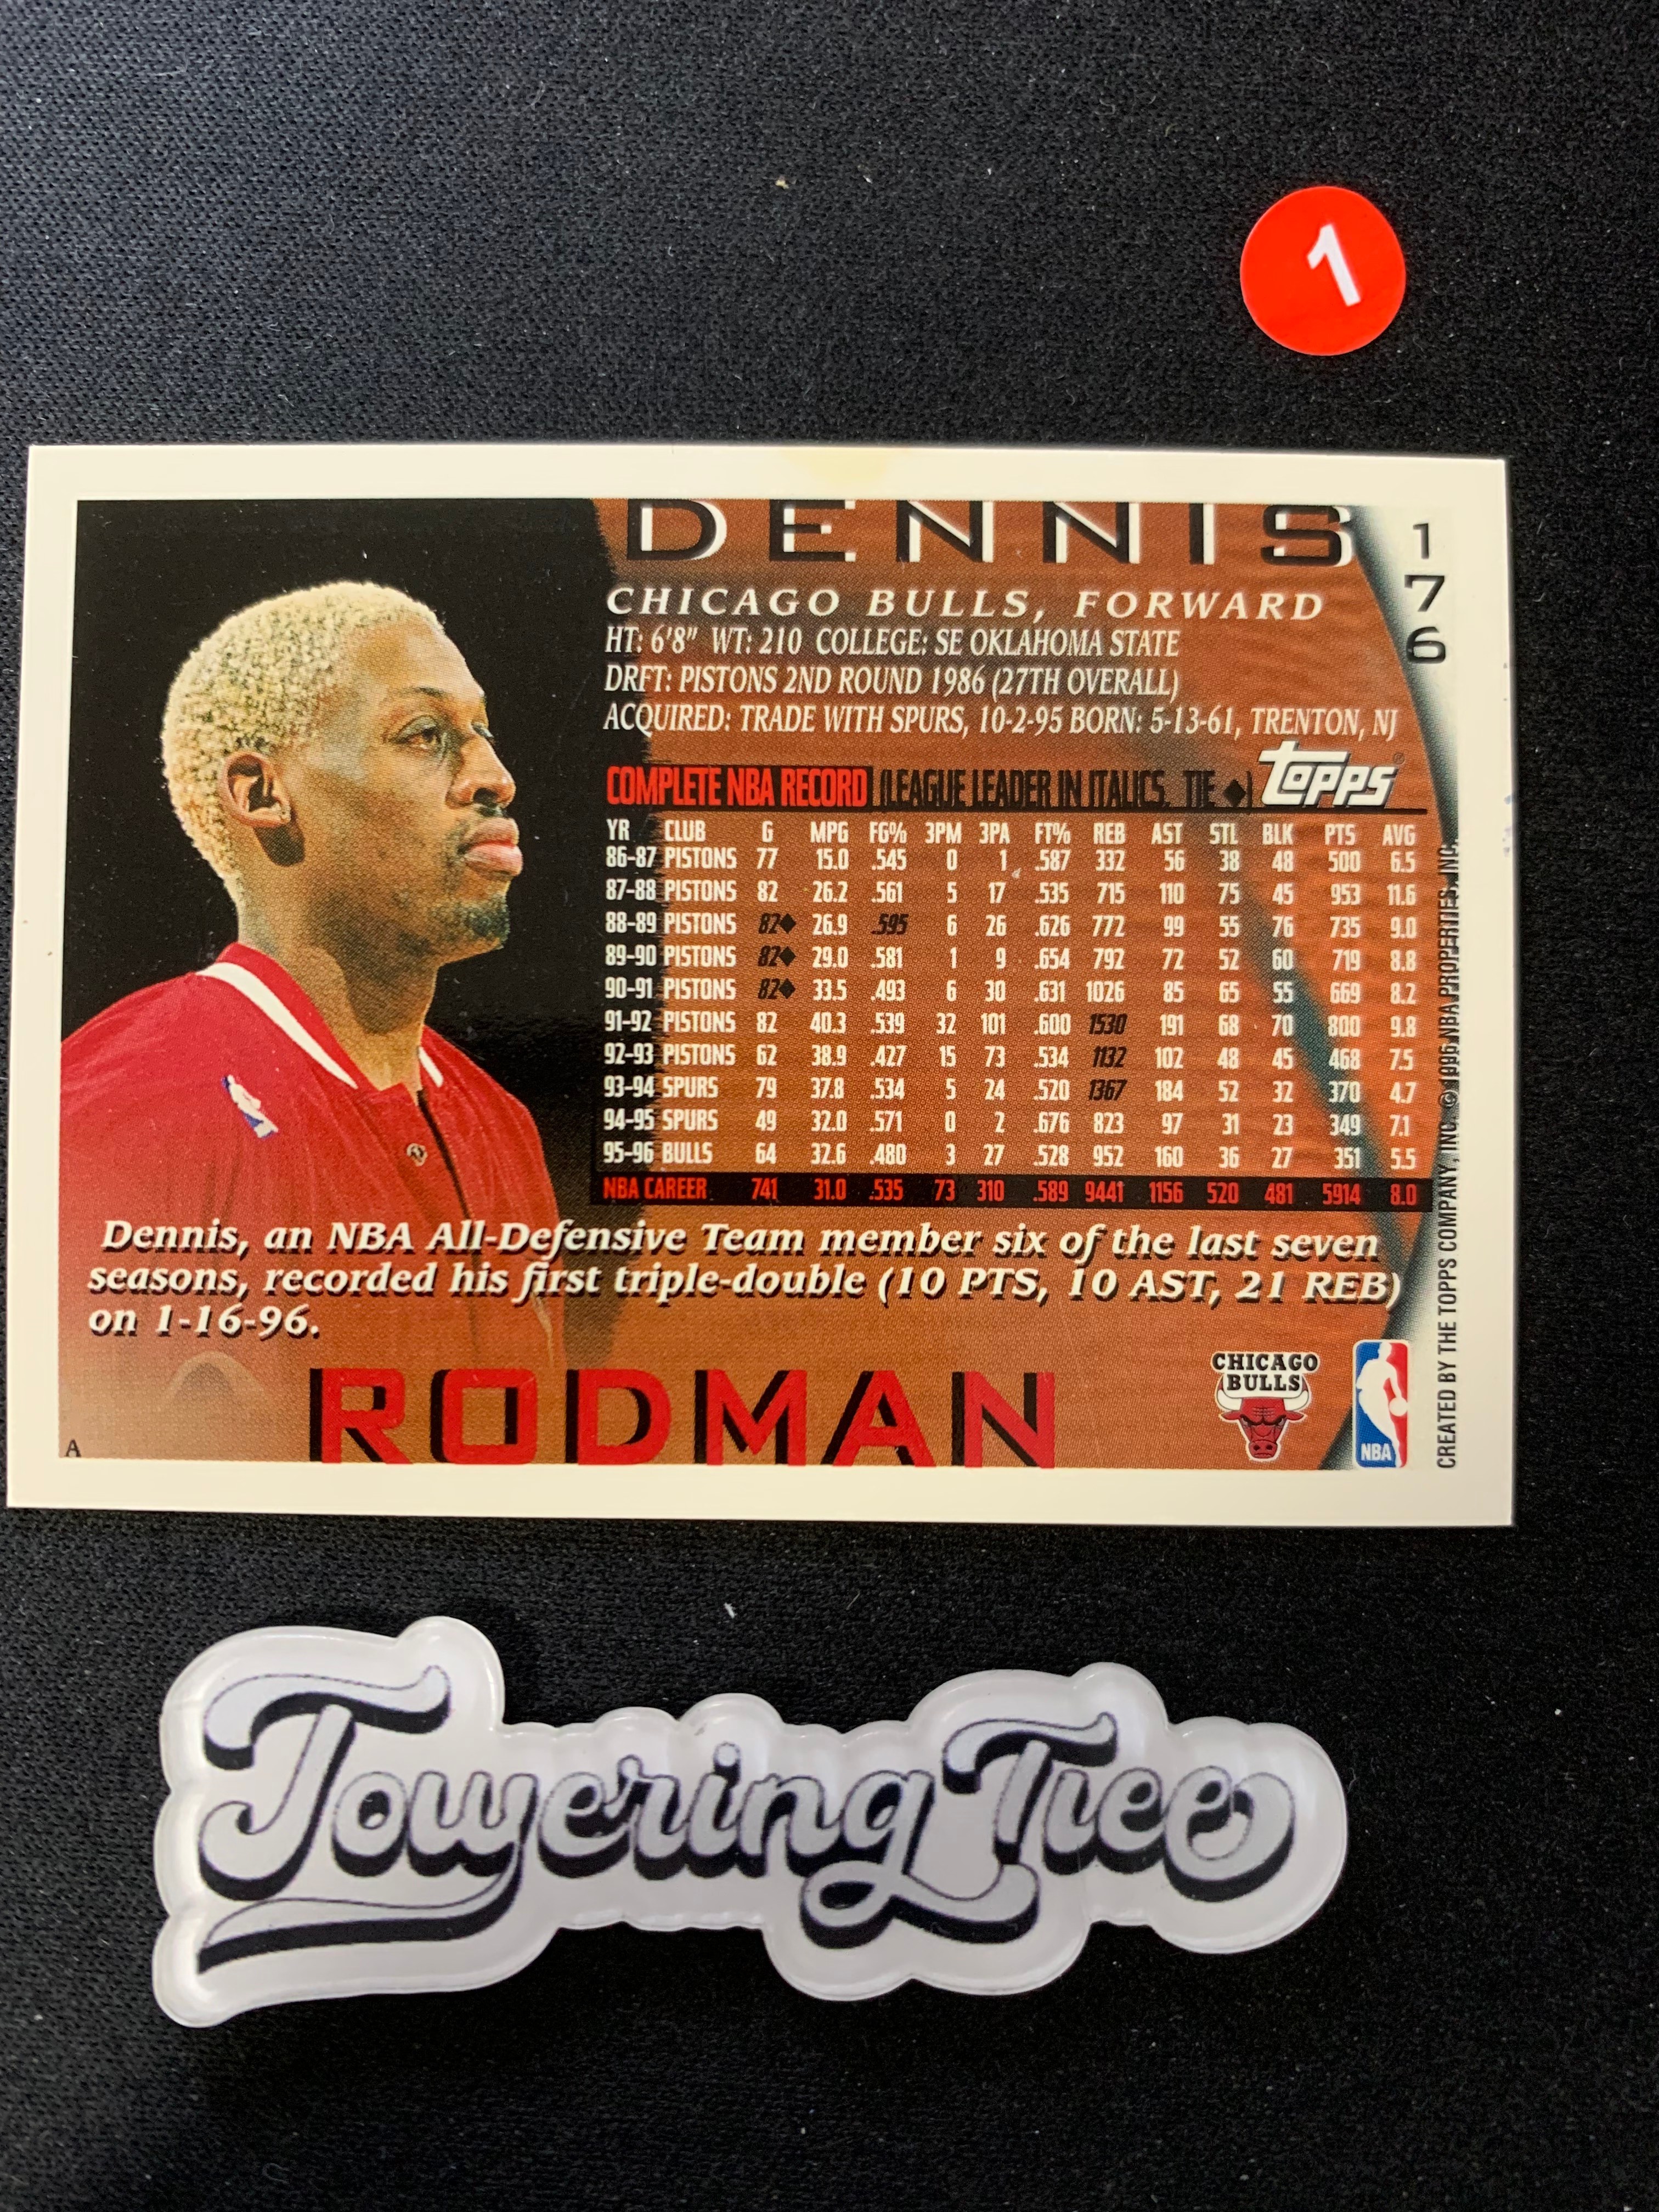 1
DENNIS
176
CHICAGO BULLS, FORWARD
HT: 6'8" WT: 210 COLLEGE: SE OKLAHOMA STATE
DRFT: PISTONS 2ND ROUND 1986 (27TH OVERALL)
ACQUIRED: TRADE WITH SPURS, 10-2-95 BORN: 5-13-61, TRENTON, NJ
COMPLETE NBA RECORD (LEAGUE LEADER IN ITALICS, TIE ◆) Topps®
YR CLUB G MPG FG% 3PM 3PA FT% REB AST STL BLK PTS AVG
86-87 PISTONS 77 15.0 .545 0 1 .587 332 56 38 48 500 6.5
87-88 PISTONS 82 26.2 .561 5 17 .535 715 110 75 45 953 11.6
88-89 PISTONS 82◆ 26.9 .595 6 26 .626 772 99 55 76 735 9.0
89-90 PISTONS 82◆ 29.0 .581 1 9 .654 792 72 52 60 719 8.8
90-91 PISTONS 82◆ 33.5 .493 6 30 .631 1026 85 65 55 669 8.2
91-92 PISTONS 82 40.3 .539 32 101 .600 1530 191 68 70 800 9.8
92-93 PISTONS 62 38.9 .427 15 73 .534 1132 102 48 45 468 7.5
93-94 SPURS 79 37.8 .534 5 24 .520 1367 184 52 32 370 4.7
94-95 SPURS 49 32.0 .571 0 2 .676 823 97 31 23 349 7.1
95-96 BULLS 64 32.6 .480 3 27 .528 952 160 36 27 351 5.5
NBA CAREER 741 31.0 .535 73 310 .589 9441 1156 520 481 5914 8.0
Dennis, an NBA All-Defensive Team member six of the last seven
seasons, recorded his first triple-double (10 PTS, 10 AST, 21 REB)
on 1-16-96.
RODMAN
A
CHICAGO
BULLS
NBA
CREATED BY THE TOPPS COMPANY, INC. © 1996 NBA PROPERTIES, INC.
Towering Tiee